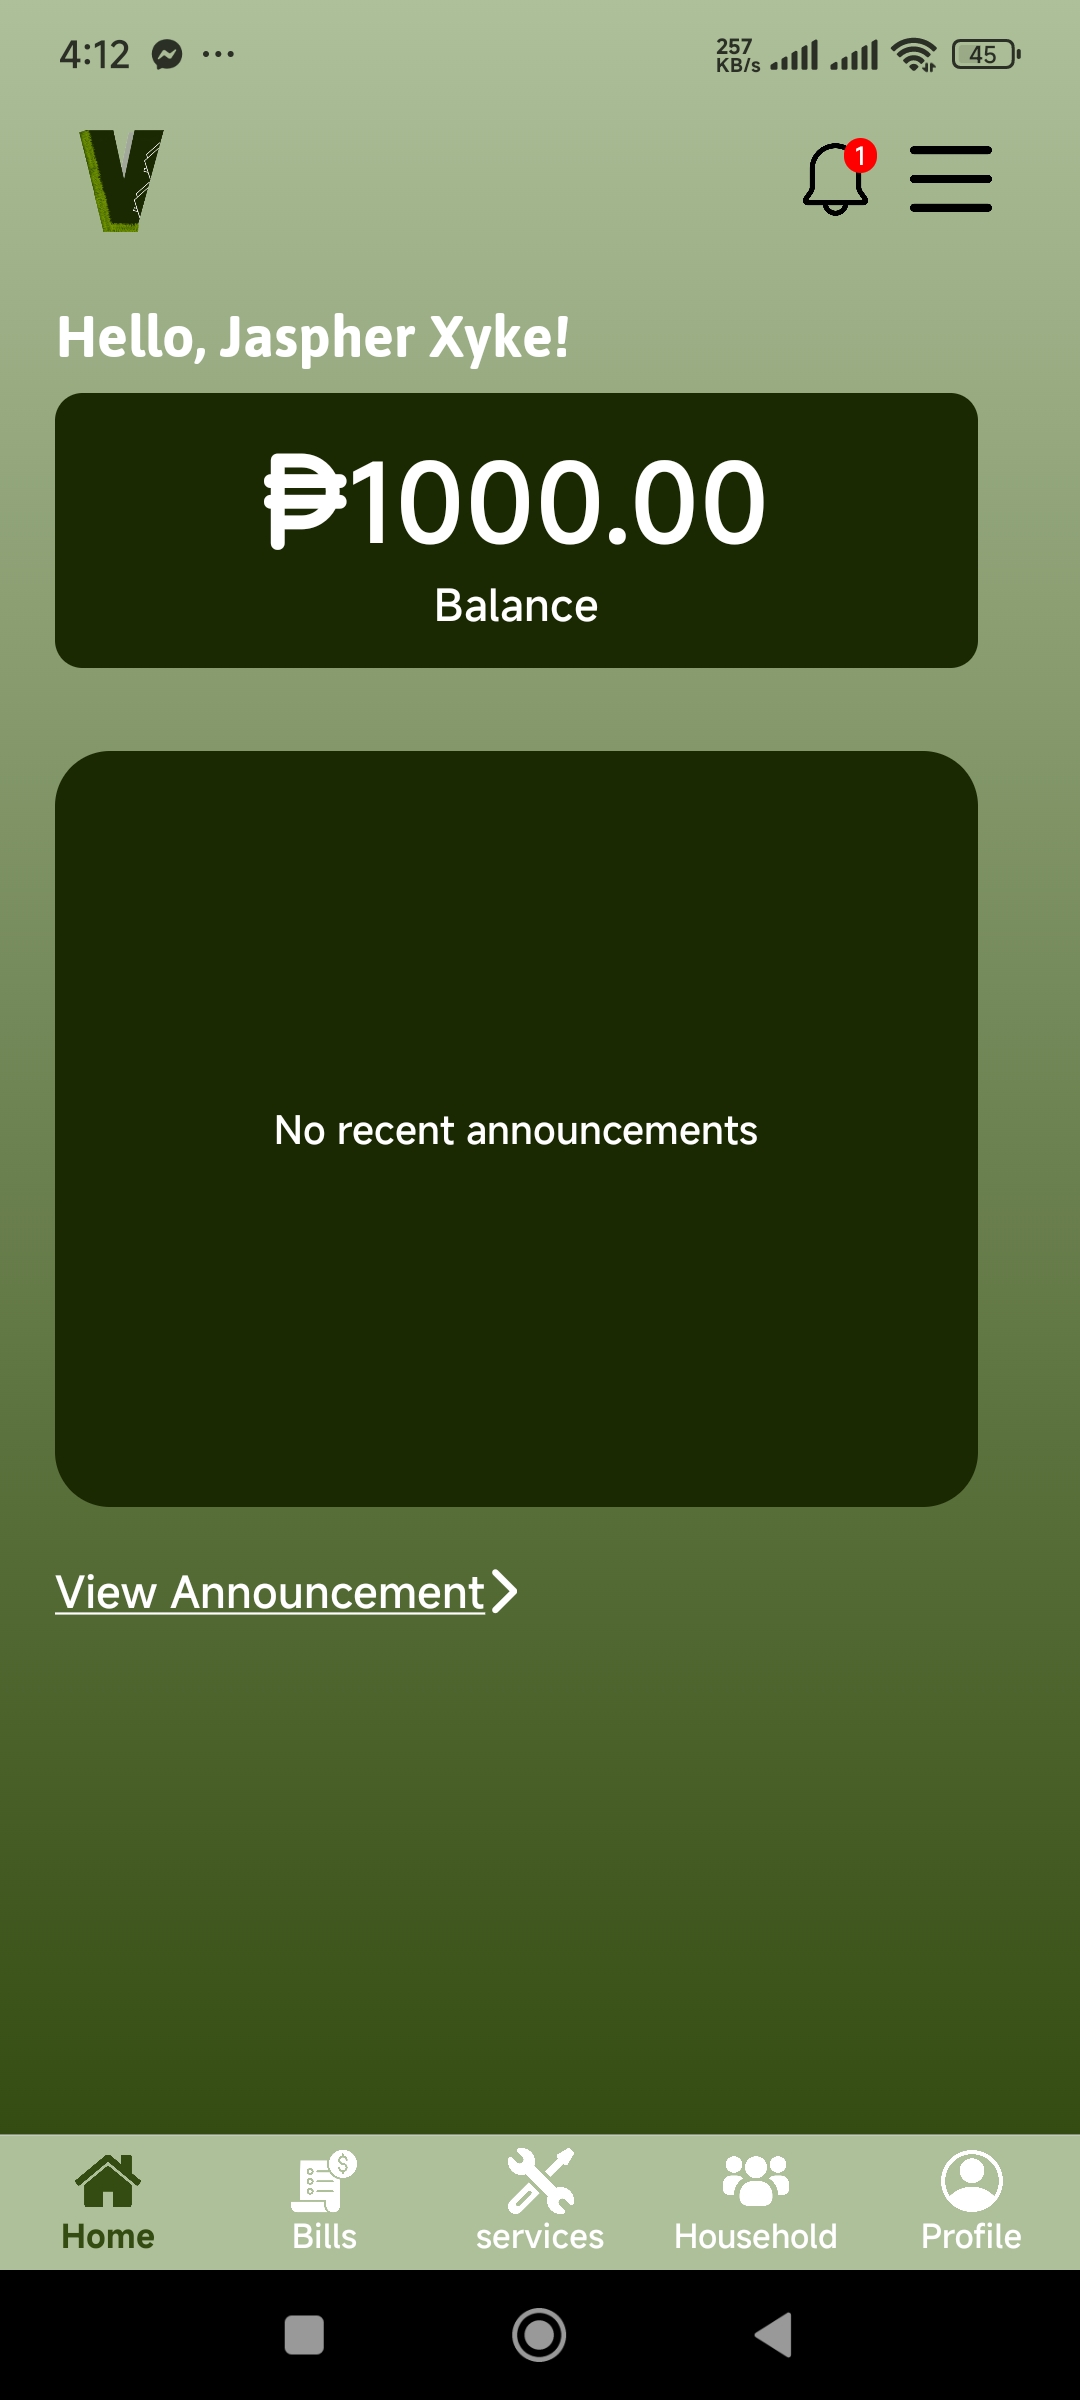 4:12
257
KB/s
45
V
1
Hello, Jaspher Xyke!
₱1000.00
Balance
No recent announcements
View Announcement
Home
Bills
services
Household
Profile